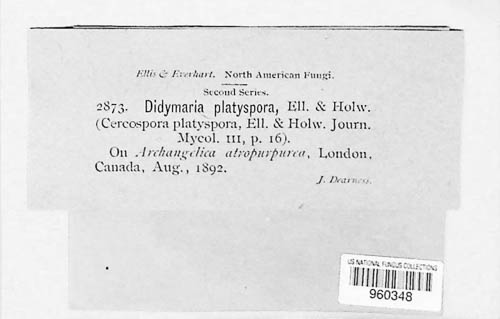 Ellis & Everhart. North American Fungi.
Second Series.
2873. Didymaria platyspora, Ell. & Holw.
(Cercospora platyspora, Ell. & Holw. Journ.
Mycol. III, p. 16).
On Archangelica atropurpurea, London,
Canada, Aug., 1892.
J. Dearness.
US NATIONAL FUNGUS COLLECTIONS
960348